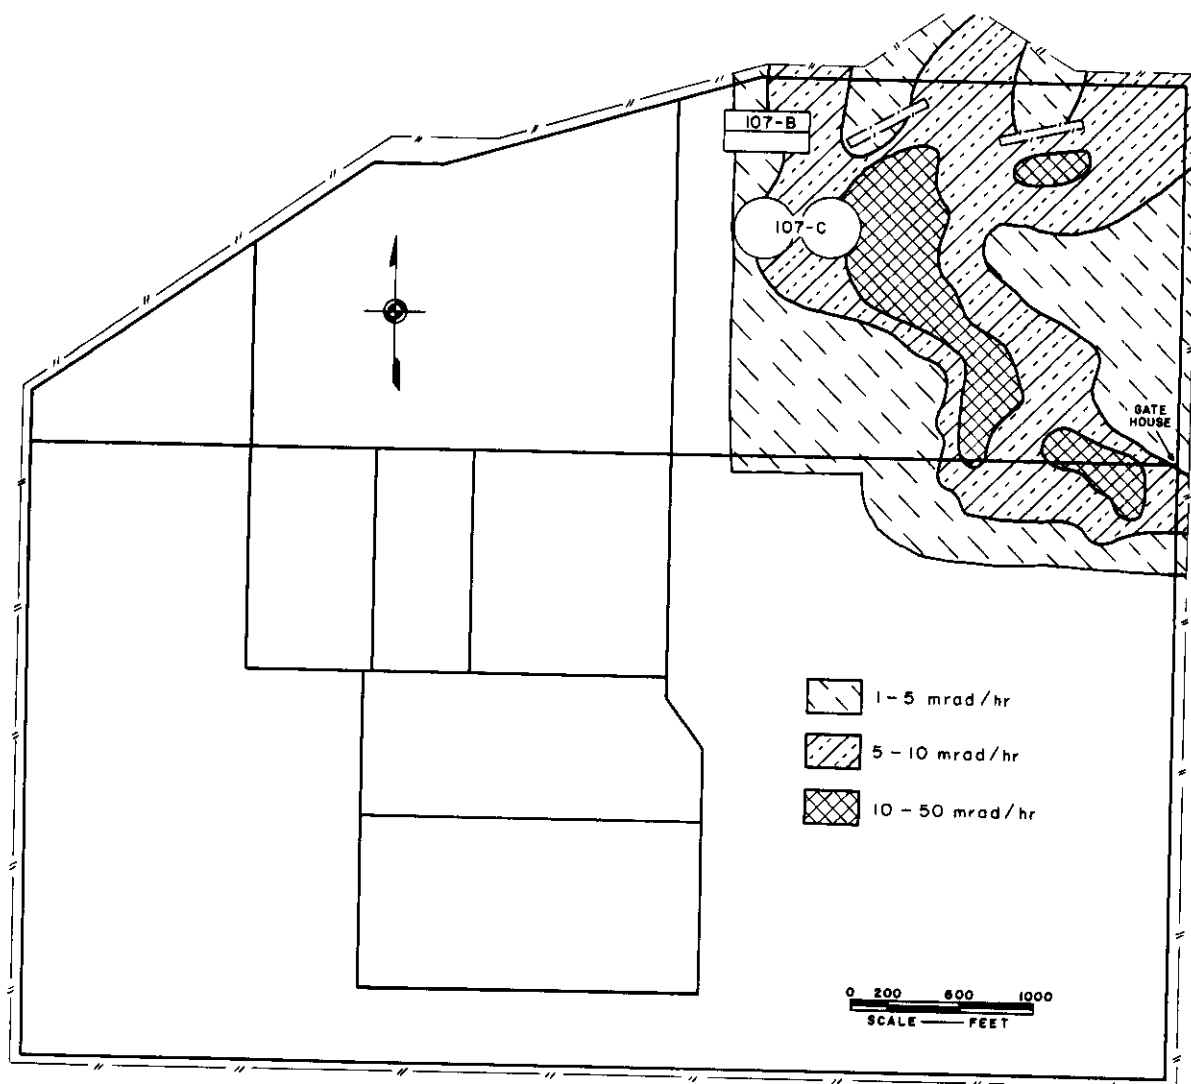 107-B
107-C
GATE
HOUSE
1-5 mrad/hr
5-10 mrad/hr
10-50 mrad/hr
0 200 600 1000
SCALE — FEET